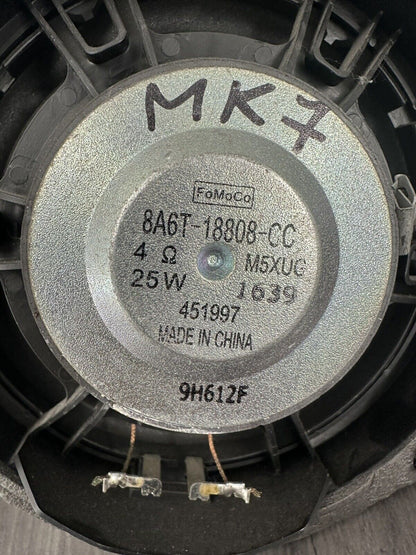 MK7
FoMoCo
8A6T-18808-CC
4 Ω M5XUG
25W 1639
451997
MADE IN CHINA
9H612F